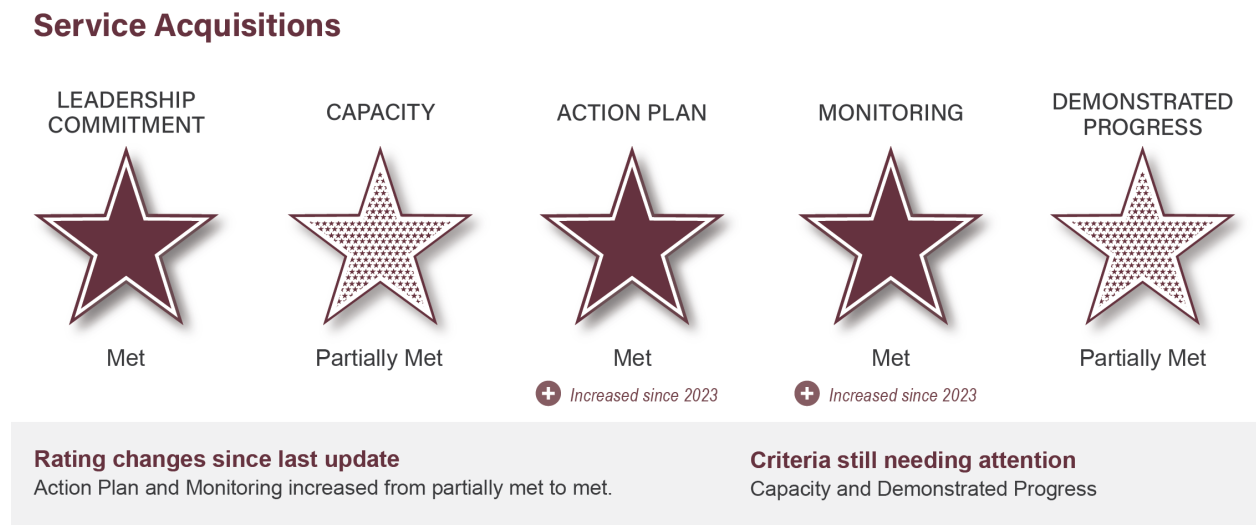 Service Acquisitions
LEADERSHIP
COMMITMENT
CAPACITY
ACTION PLAN
MONITORING
DEMONSTRATED
PROGRESS
Met
Partially Met
Met
Met
Partially Met
Increased since 2023
Increased since 2023
Rating changes since last update
Action Plan and Monitoring increased from partially met to met.
Criteria still needing attention
Capacity and Demonstrated Progress